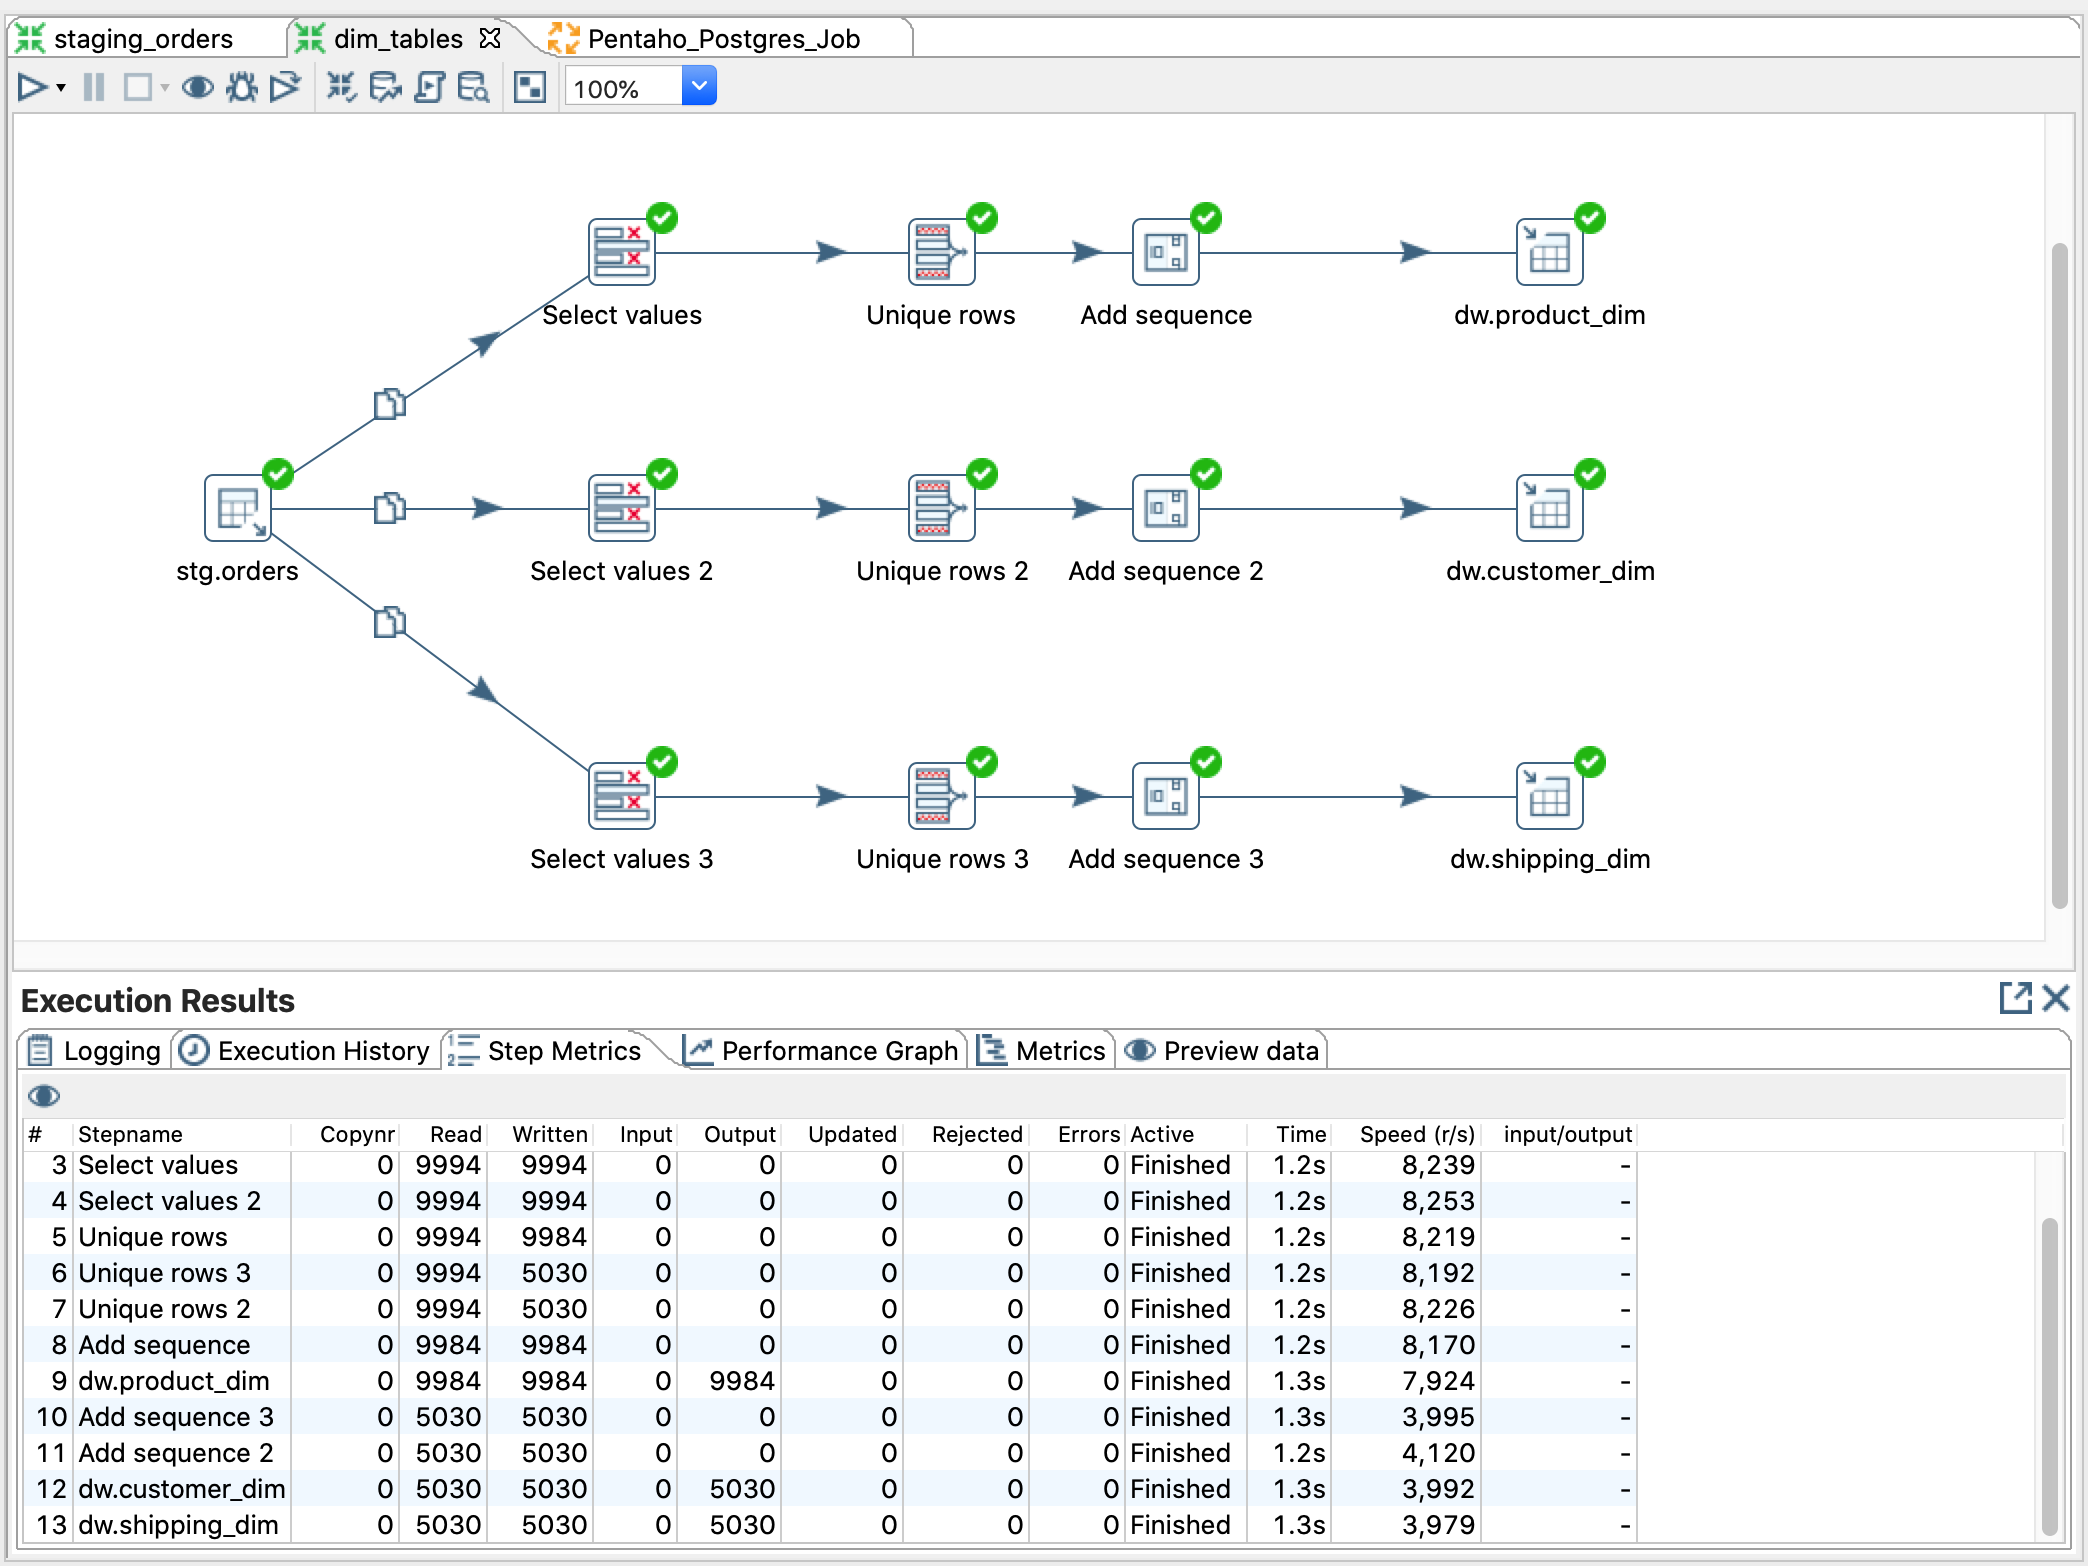 staging_orders dim_tables Pentaho_Postgres_Job
100%
Select values Unique rows Add sequence dw.product_dim
stg.orders Select values 2 Unique rows 2 Add sequence 2 dw.customer_dim
Select values 3 Unique rows 3 Add sequence 3 dw.shipping_dim
Execution Results
Logging Execution History Step Metrics Performance Graph Metrics Preview data
# Stepname Copynr Read Written Input Output Updated Rejected Errors Active Time Speed (r/s) input/output
3 Select values 0 9994 9994 0 0 0 0 0 Finished 1.2s 8,239 -
4 Select values 2 0 9994 9994 0 0 0 0 0 Finished 1.2s 8,253 -
5 Unique rows 0 9994 9984 0 0 0 0 0 Finished 1.2s 8,219 -
6 Unique rows 3 0 9994 5030 0 0 0 0 0 Finished 1.2s 8,192 -
7 Unique rows 2 0 9994 5030 0 0 0 0 0 Finished 1.2s 8,226 -
8 Add sequence 0 9984 9984 0 0 0 0 0 Finished 1.2s 8,170 -
9 dw.product_dim 0 9984 9984 0 9984 0 0 0 Finished 1.3s 7,924 -
10 Add sequence 3 0 5030 5030 0 0 0 0 0 Finished 1.3s 3,995 -
11 Add sequence 2 0 5030 5030 0 0 0 0 0 Finished 1.2s 4,120 -
12 dw.customer_dim 0 5030 5030 0 5030 0 0 0 Finished 1.3s 3,992 -
13 dw.shipping_dim 0 5030 5030 0 5030 0 0 0 Finished 1.3s 3,979 -